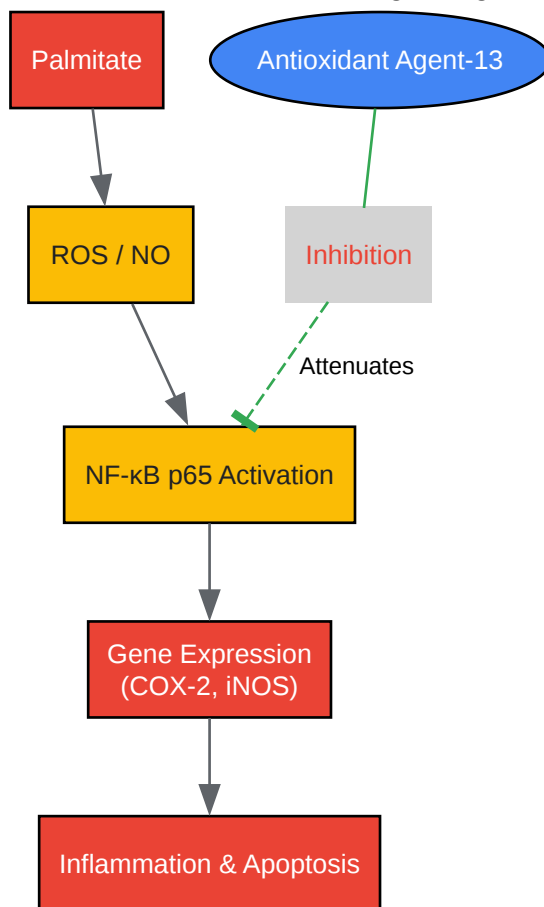 Palmitate
Antioxidant Agent-13
ROS / NO
Inhibition
Attenuates
NF-κB p65 Activation
Gene Expression
(COX-2, iNOS)
Inflammation & Apoptosis